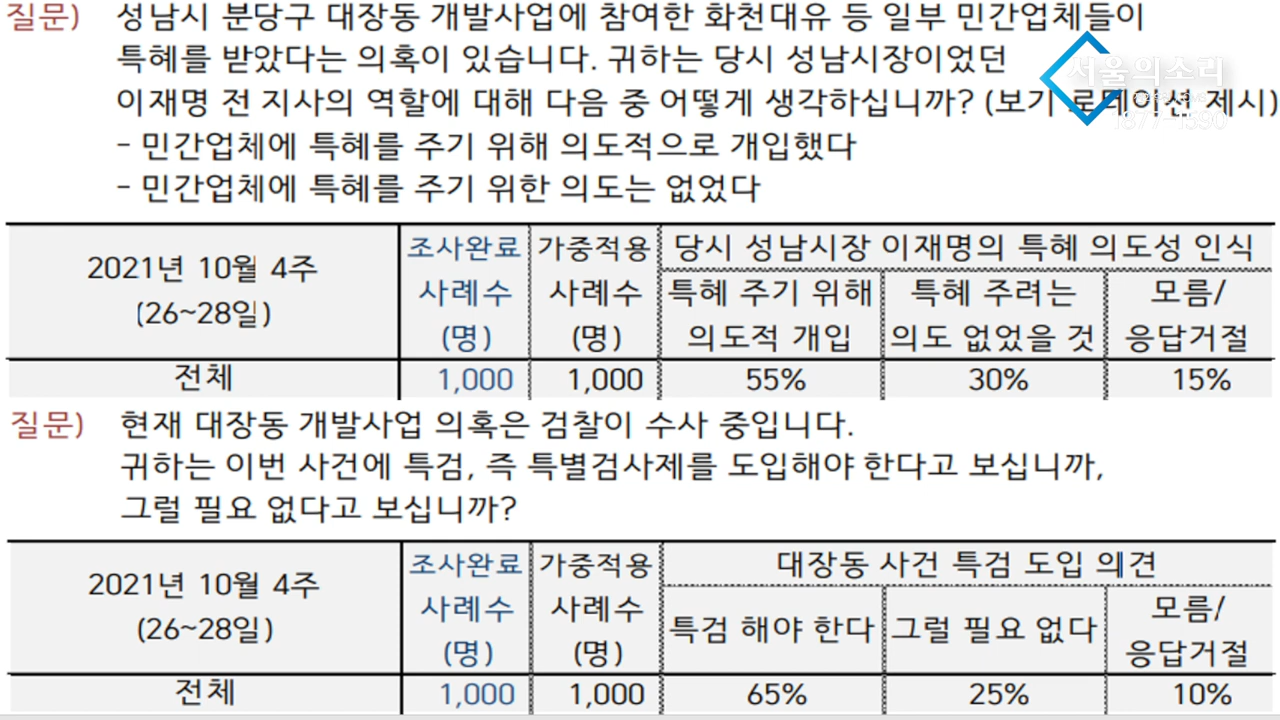 질문) 성남시 분당구 대장동 개발사업에 참여한 화천대유 등 일부 민간업체들이
특혜를 받았다는 의혹이 있습니다. 귀하는 당시 성남시장이었던
이재명 전 지사의 역할에 대해 다음 중 어떻게 생각하십니까? (보기 로테이션 제시)
- 민간업체에 특혜를 주기 위해 의도적으로 개입했다
- 민간업체에 특혜를 주기 위한 의도는 없었다
서울의소리
1877-1590
2021년 10월 4주
(26~28일)
조사완료
사례수
(명)
가중적용
사례수
(명)
당시 성남시장 이재명의 특혜 의도성 인식
특혜 주기 위해
의도적 개입
특혜 주려는
의도 없었을 것
모름/
응답거절
전체 1,000 1,000 55% 30% 15%
질문) 현재 대장동 개발사업 의혹은 검찰이 수사 중입니다.
귀하는 이번 사건에 특검, 즉 특별검사제를 도입해야 한다고 보십니까,
그럴 필요 없다고 보십니까?
2021년 10월 4주
(26~28일)
조사완료
사례수
(명)
가중적용
사례수
(명)
대장동 사건 특검 도입 의견
특검 해야 한다
그럴 필요 없다
모름/
응답거절
전체 1,000 1,000 65% 25% 10%